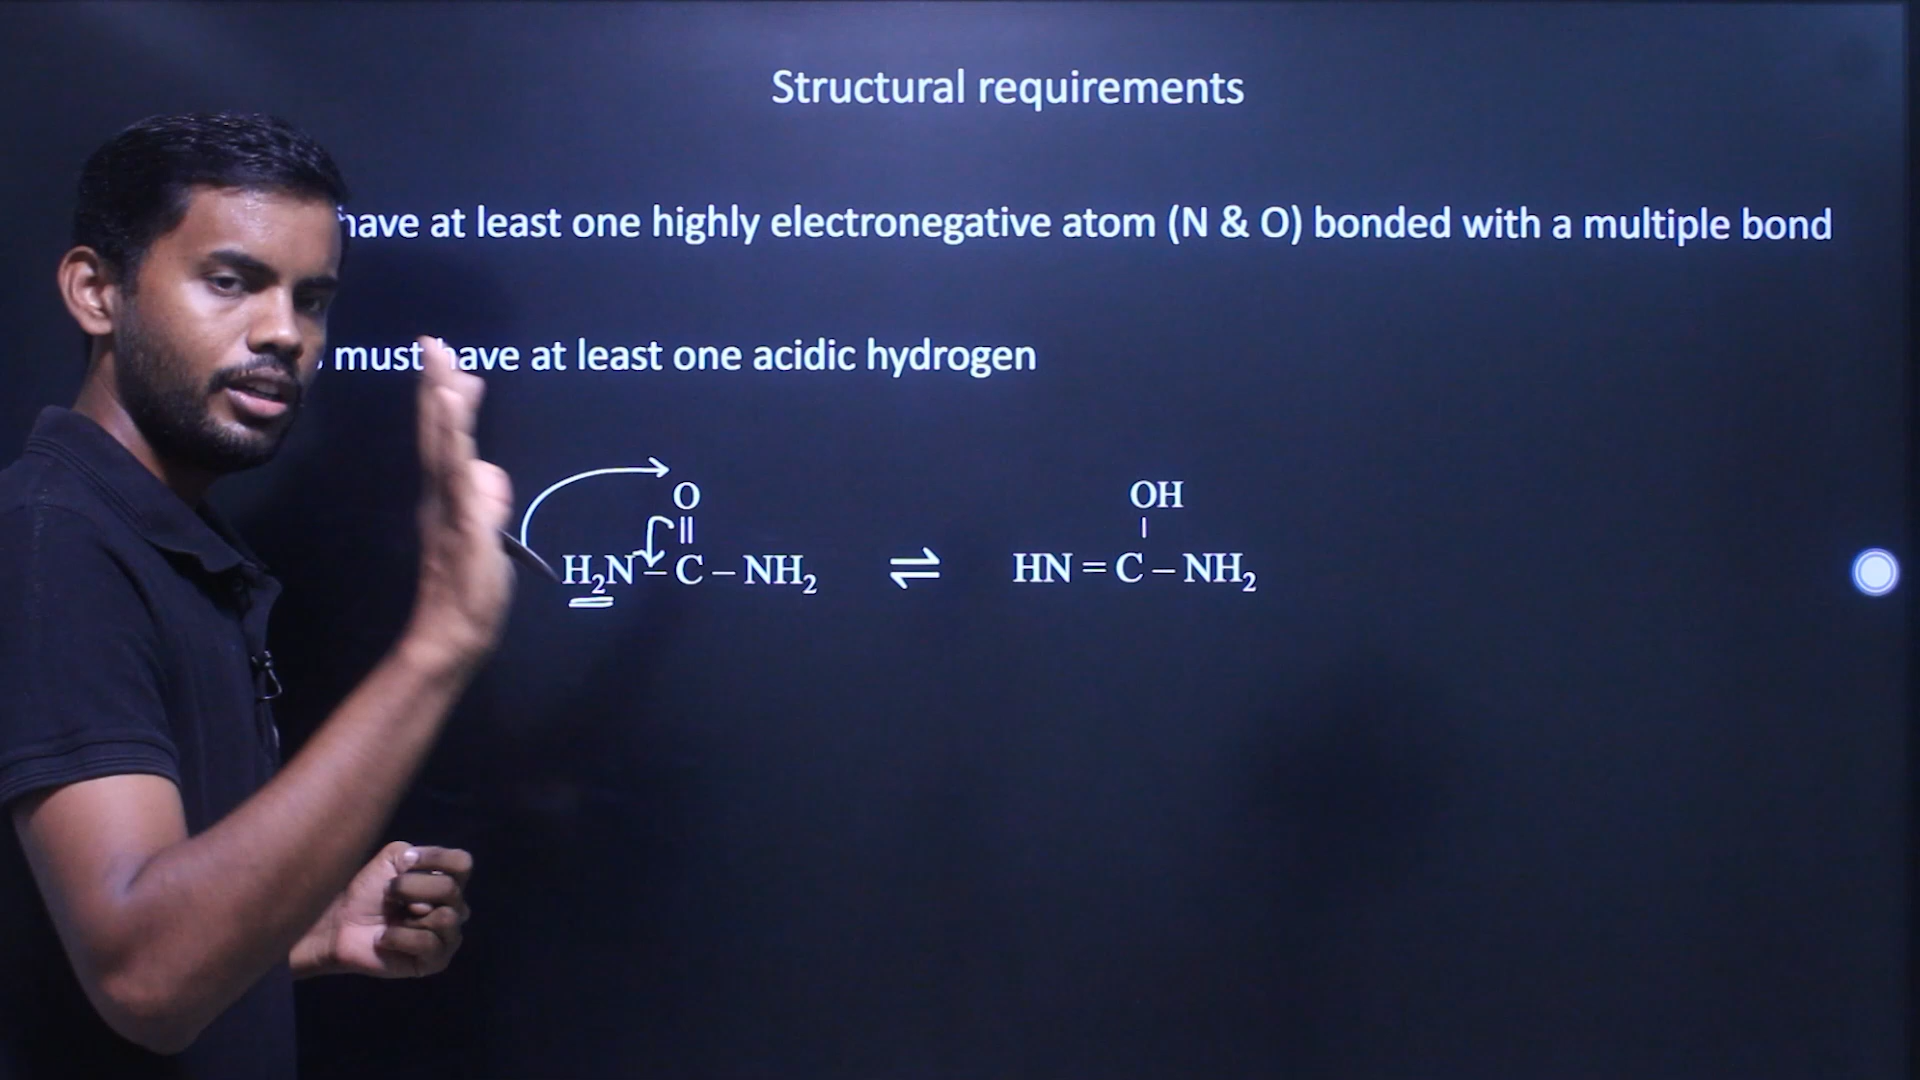 Structural requirements
have at least one highly electronegative atom (N & O) bonded with a multiple bond
must have at least one acidic hydrogen
O
||
H₂N – C – NH₂ ⇌ HN = C – NH₂
OH
|